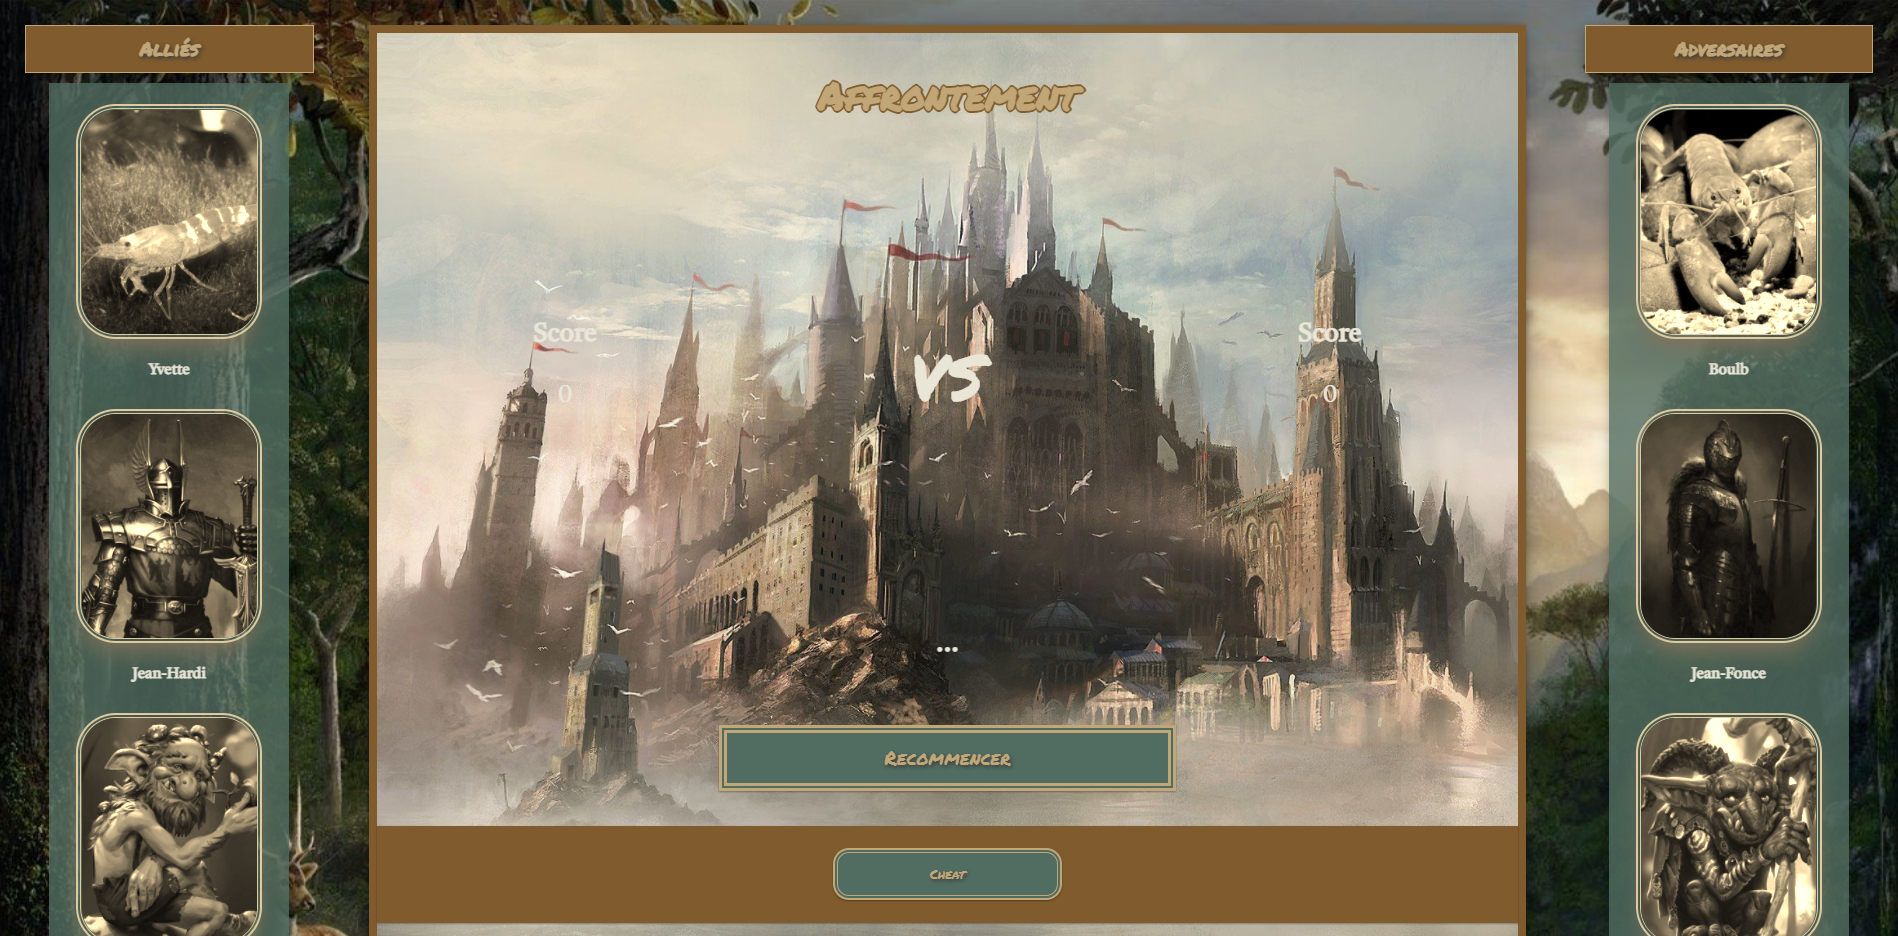 Alliés
Yvette
Jean-Hardi
Affrontement
Score
0
VS
Score
0
...
Recommencer
Cheat
Adversaires
Boulb
Jean-Fonce